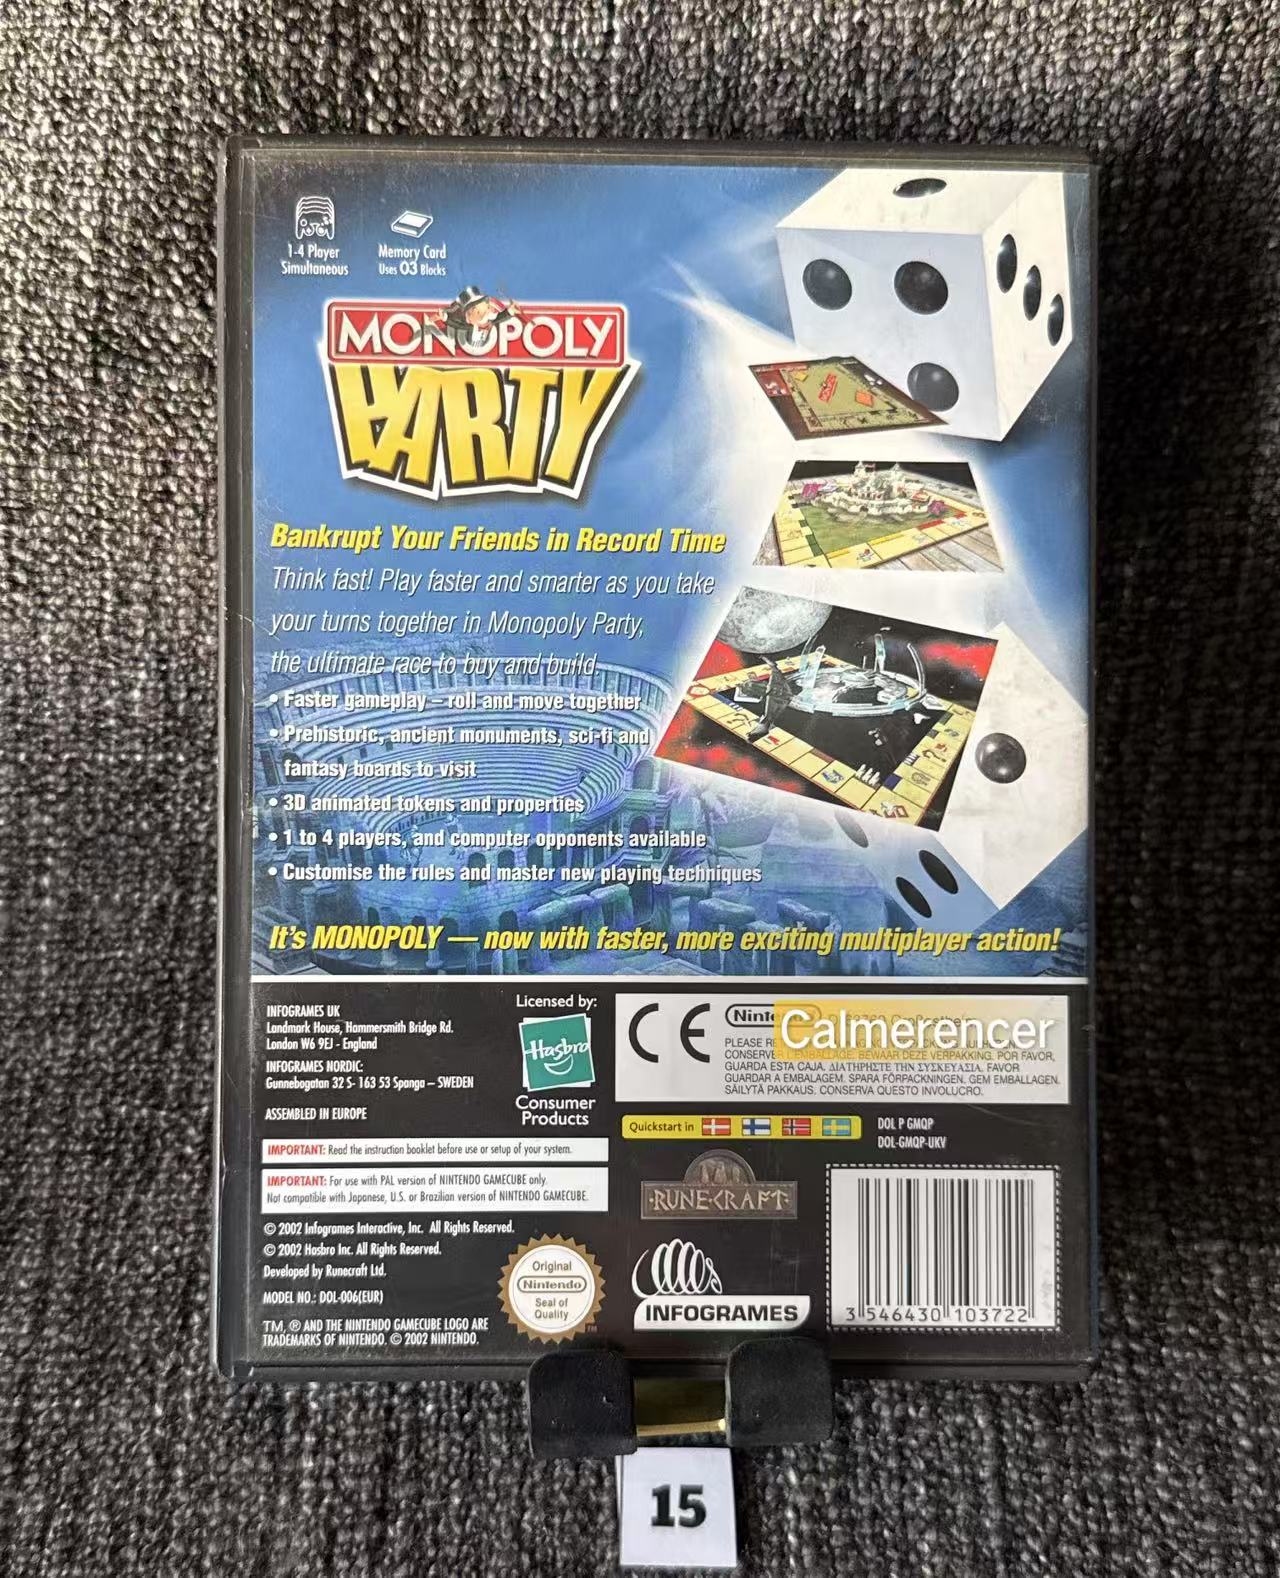 1-4 Player
Simultaneous
Memory Card
Uses 03 Blocks
MONOPOLY
PARTY
Bankrupt Your Friends in Record Time
Think fast! Play faster and smarter as you take
your turns together in Monopoly Party,
the ultimate race to buy and build.
• Faster gameplay – roll and move together
• Prehistoric, ancient monuments, sci-fi and
fantasy boards to visit
• 3D animated tokens and properties
• 1 to 4 players, and computer opponents available
• Customise the rules and master new playing techniques
It's MONOPOLY — now with faster, more exciting multiplayer action!
INFOGRAMES UK
Landmark House, Hammersmith Bridge Rd.
London W6 9EJ - England
INFOGRAMES NORDIC:
Gunnebogatan 32 S- 163 53 Spanga – SWEDEN
ASSEMBLED IN EUROPE
Licensed by:
Hasbro
Consumer
Products
CE
Calmerencer
PLEASE
CONSERVER L'EMBALLAGE. BEWAAR DEZE VERPAKKING. POR FAVOR,
GUARDA ESTA CAJA. ΔΙΑΤΗΡΗΣΤΕ ΤΗΝ ΣΥΣΚΕΥΑΣΙΑ. FAVOR
GUARDAR A EMBALAGEM. SPARA FÖRPACKNINGEN. GEM EMBALLAGEN.
SÄILYTÄ PAKKAUS. CONSERVA QUESTO INVOLUCRO.
Quickstart in
DOL P GMQP
DOL-GMQP-UKV
IMPORTANT: Read the instruction booklet before use or setup of your system.
IMPORTANT: For use with PAL version of NINTENDO GAMECUBE only.
Not compatible with Japanese, U.S. or Brazilian version of NINTENDO GAMECUBE.
© 2002 Infogrames Interactive, Inc. All Rights Reserved.
© 2002 Hasbro Inc. All Rights Reserved.
Developed by Runecraft Ltd.
MODEL NO.: DOL-006(EUR)
TM, ® AND THE NINTENDO GAMECUBE LOGO ARE
TRADEMARKS OF NINTENDO. © 2002 NINTENDO.
Original
Nintendo
Seal of
Quality
TM
RUNECRAFT
INFOGRAMES
3 546430 103722
15